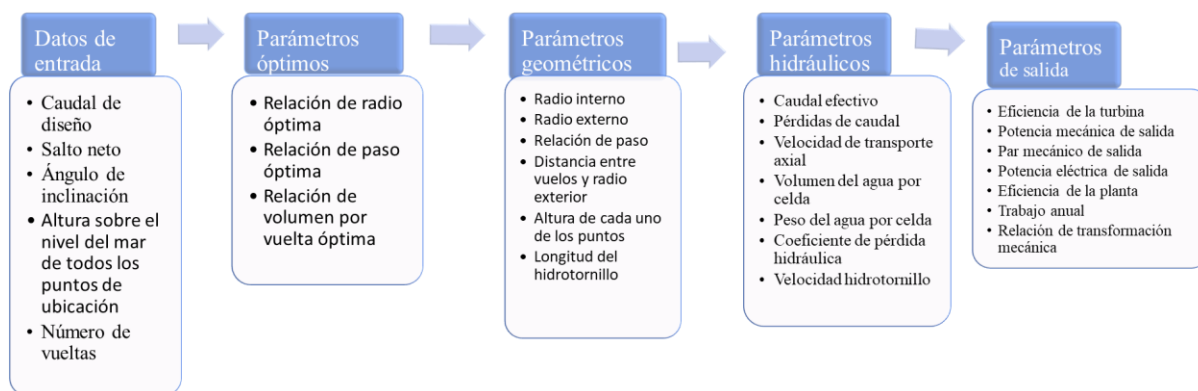 Datos de
entrada
• Caudal de
diseño
• Salto neto
• Ángulo de
inclinación
• Altura sobre el
nivel del mar
de todos los
puntos de
ubicación
• Número de
vueltas
Parámetros
óptimos
• Relación de radio
óptima
• Relación de paso
óptima
• Relación de
volumen por
vuelta óptima
Parámetros
geométricos
• Radio interno
• Radio externo
• Relación de paso
• Distancia entre
vuelos y radio
exterior
• Altura de cada uno
de los puntos
• Longitud del
hidrotornillo
Parámetros
hidráulicos
• Caudal efectivo
• Pérdidas de caudal
• Velocidad de transporte
axial
• Volumen del agua por
celda
• Peso del agua por celda
• Coeficiente de pérdida
hidráulica
• Velocidad hidrotornillo
Parámetros
de salida
• Eficiencia de la turbina
• Potencia mecánica de salida
• Par mecánico de salida
• Potencia eléctrica de salida
• Eficiencia de la planta
• Trabajo anual
• Relación de transformación
mecánica